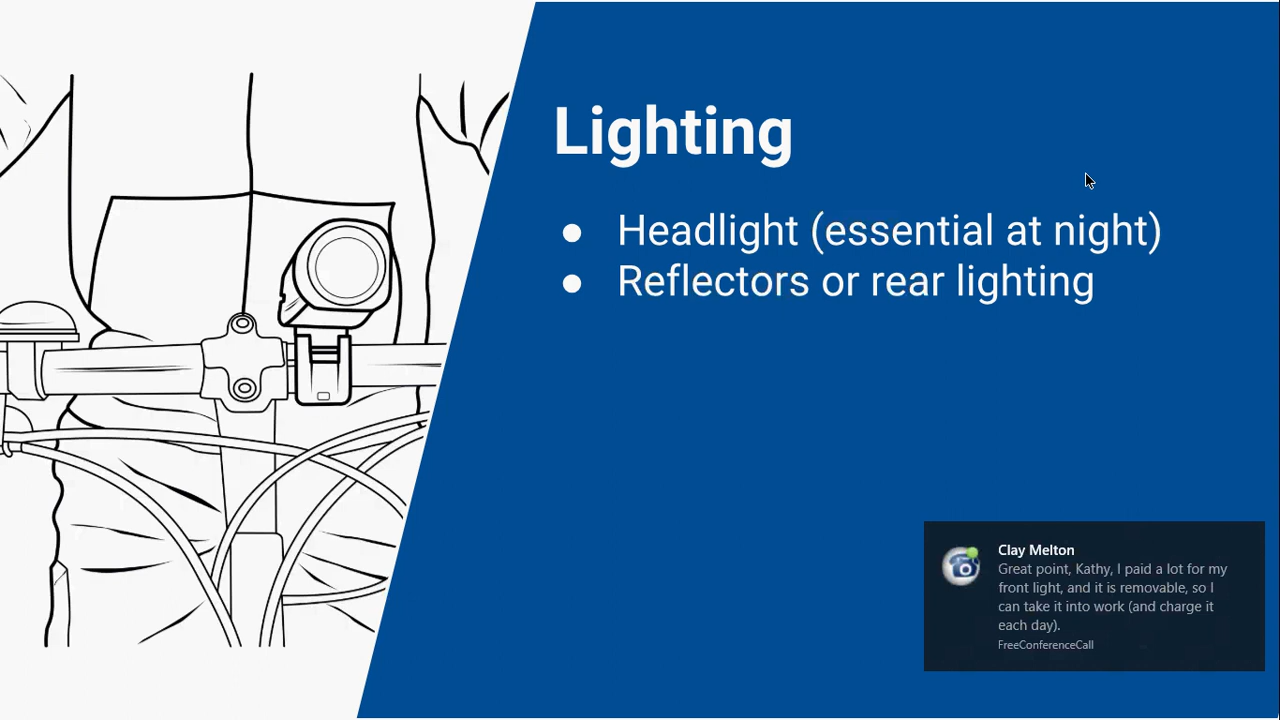 Lighting
● Headlight (essential at night)
● Reflectors or rear lighting
Clay Melton
Great point, Kathy, I paid a lot for my
front light, and it is removable, so I
can take it into work (and charge it
each day).
FreeConferenceCall